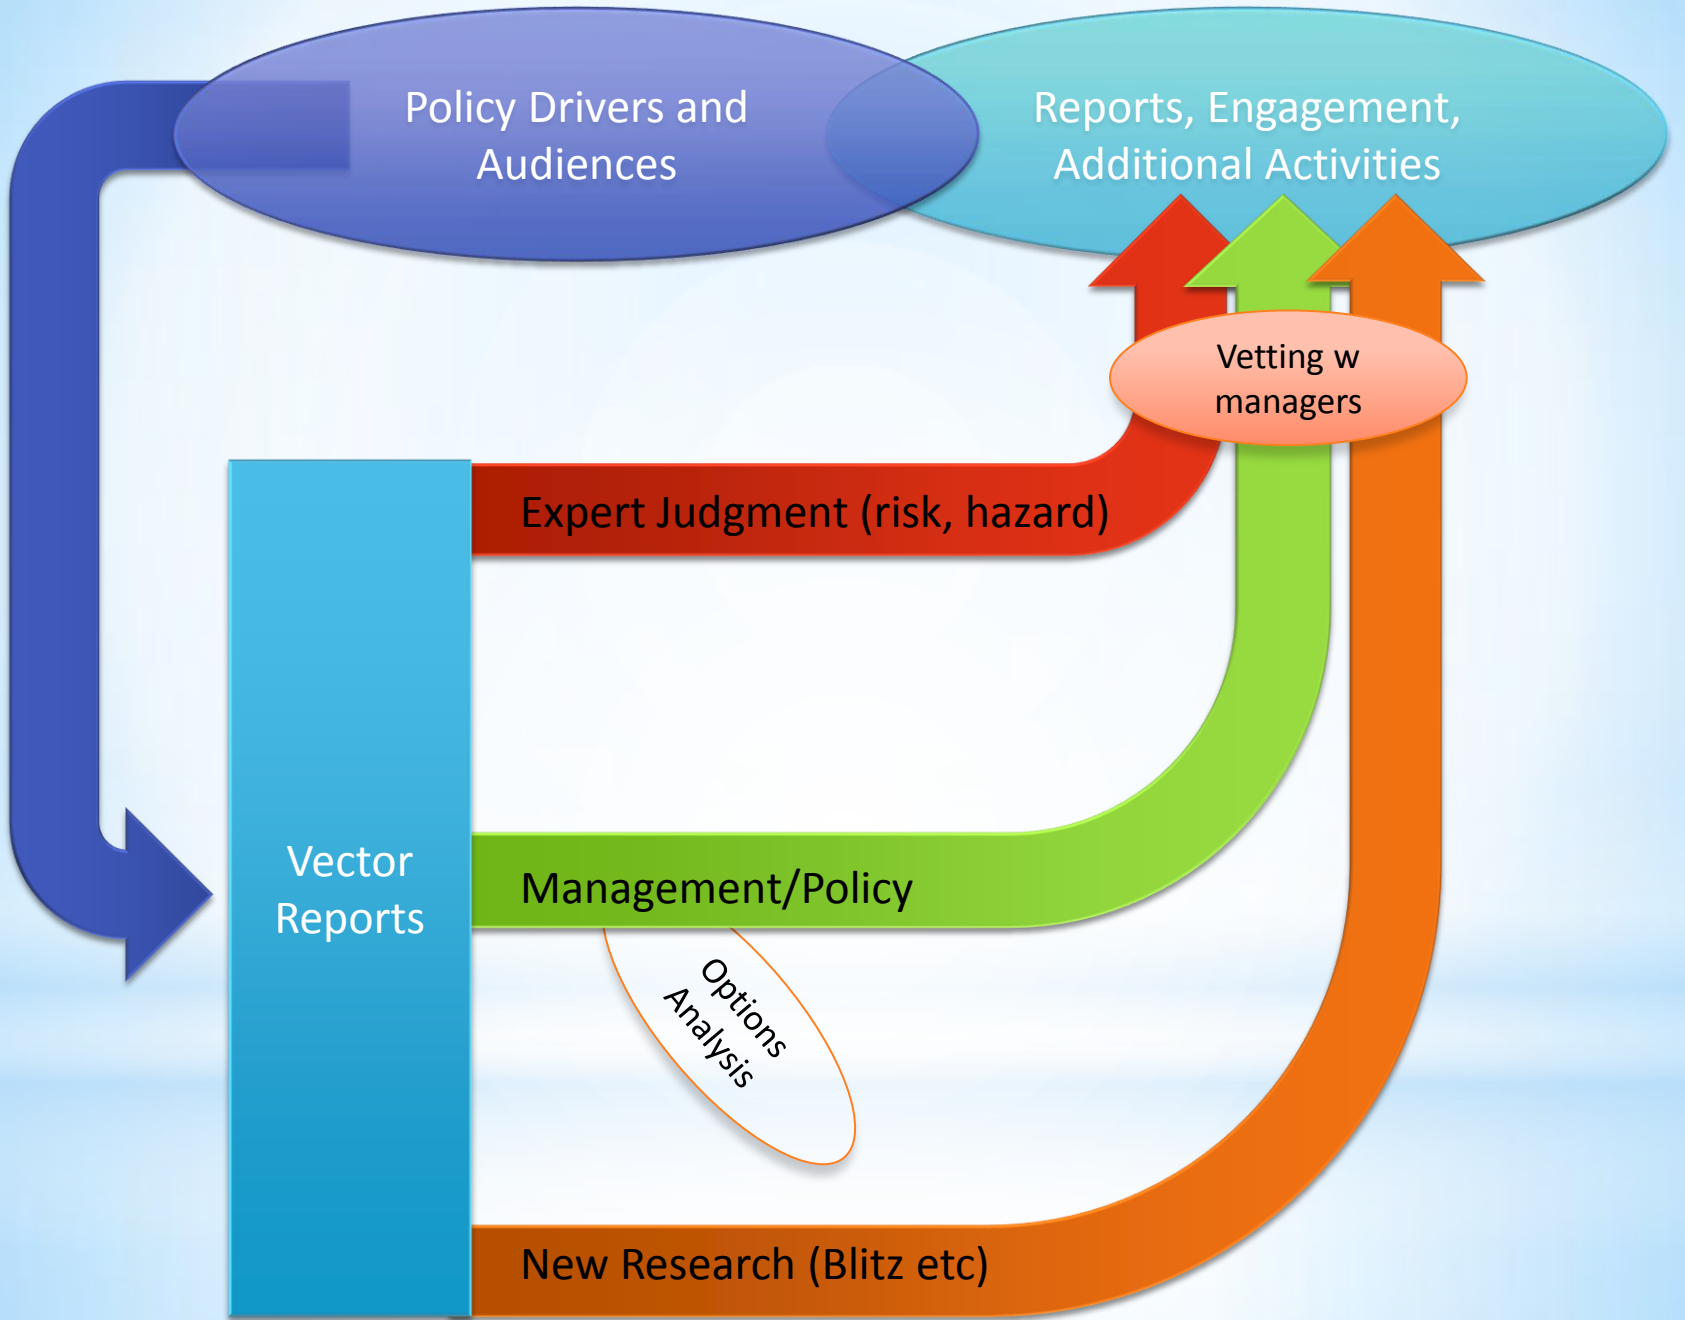 Policy Drivers and
Audiences
Reports, Engagement,
Additional Activities
Vetting w
managers
Expert Judgment (risk, hazard)
Vector
Reports
Management/Policy
Options
Analysis
New Research (Blitz etc)